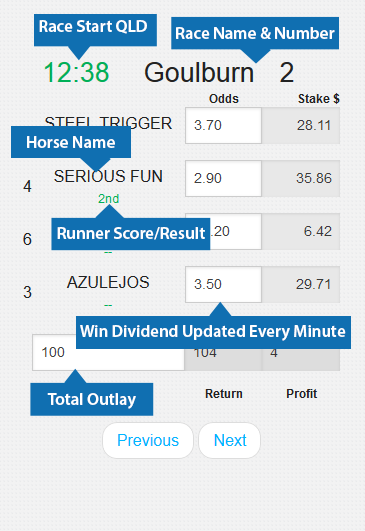 Race Start QLD
Race Name & Number
12:38 Goulburn 2
Odds Stake $
STEEL TRIGGER 3.70 28.11
Horse Name
4 SERIOUS FUN 2.90 35.86
2nd
6 Runner Score/Result .20 6.42
--
3 AZULEJOS 3.50 29.71
--
Win Dividend Updated Every Minute
100 104 4
Total Outlay Return Profit
Previous Next